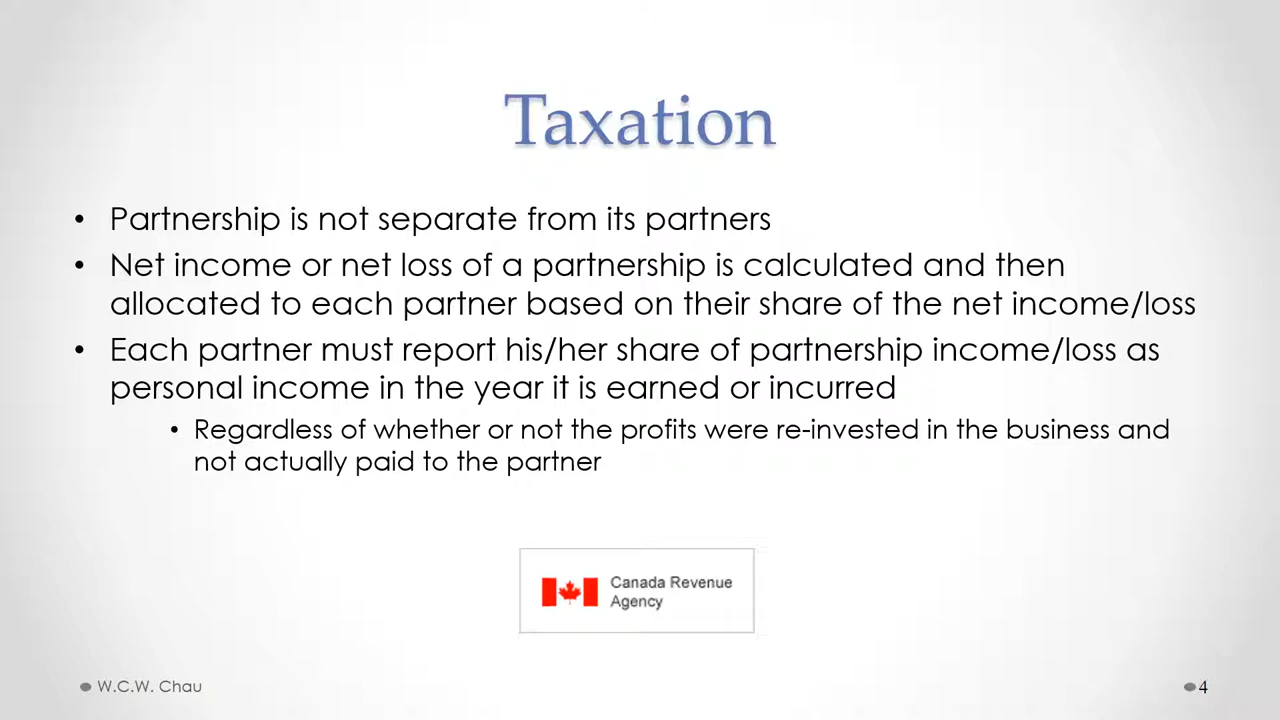 Taxation
• Partnership is not separate from its partners
• Net income or net loss of a partnership is calculated and then
allocated to each partner based on their share of the net income/loss
• Each partner must report his/her share of partnership income/loss as
personal income in the year it is earned or incurred
• Regardless of whether or not the profits were re-invested in the business and
not actually paid to the partner
Canada Revenue
Agency
W.C.W. Chau
4